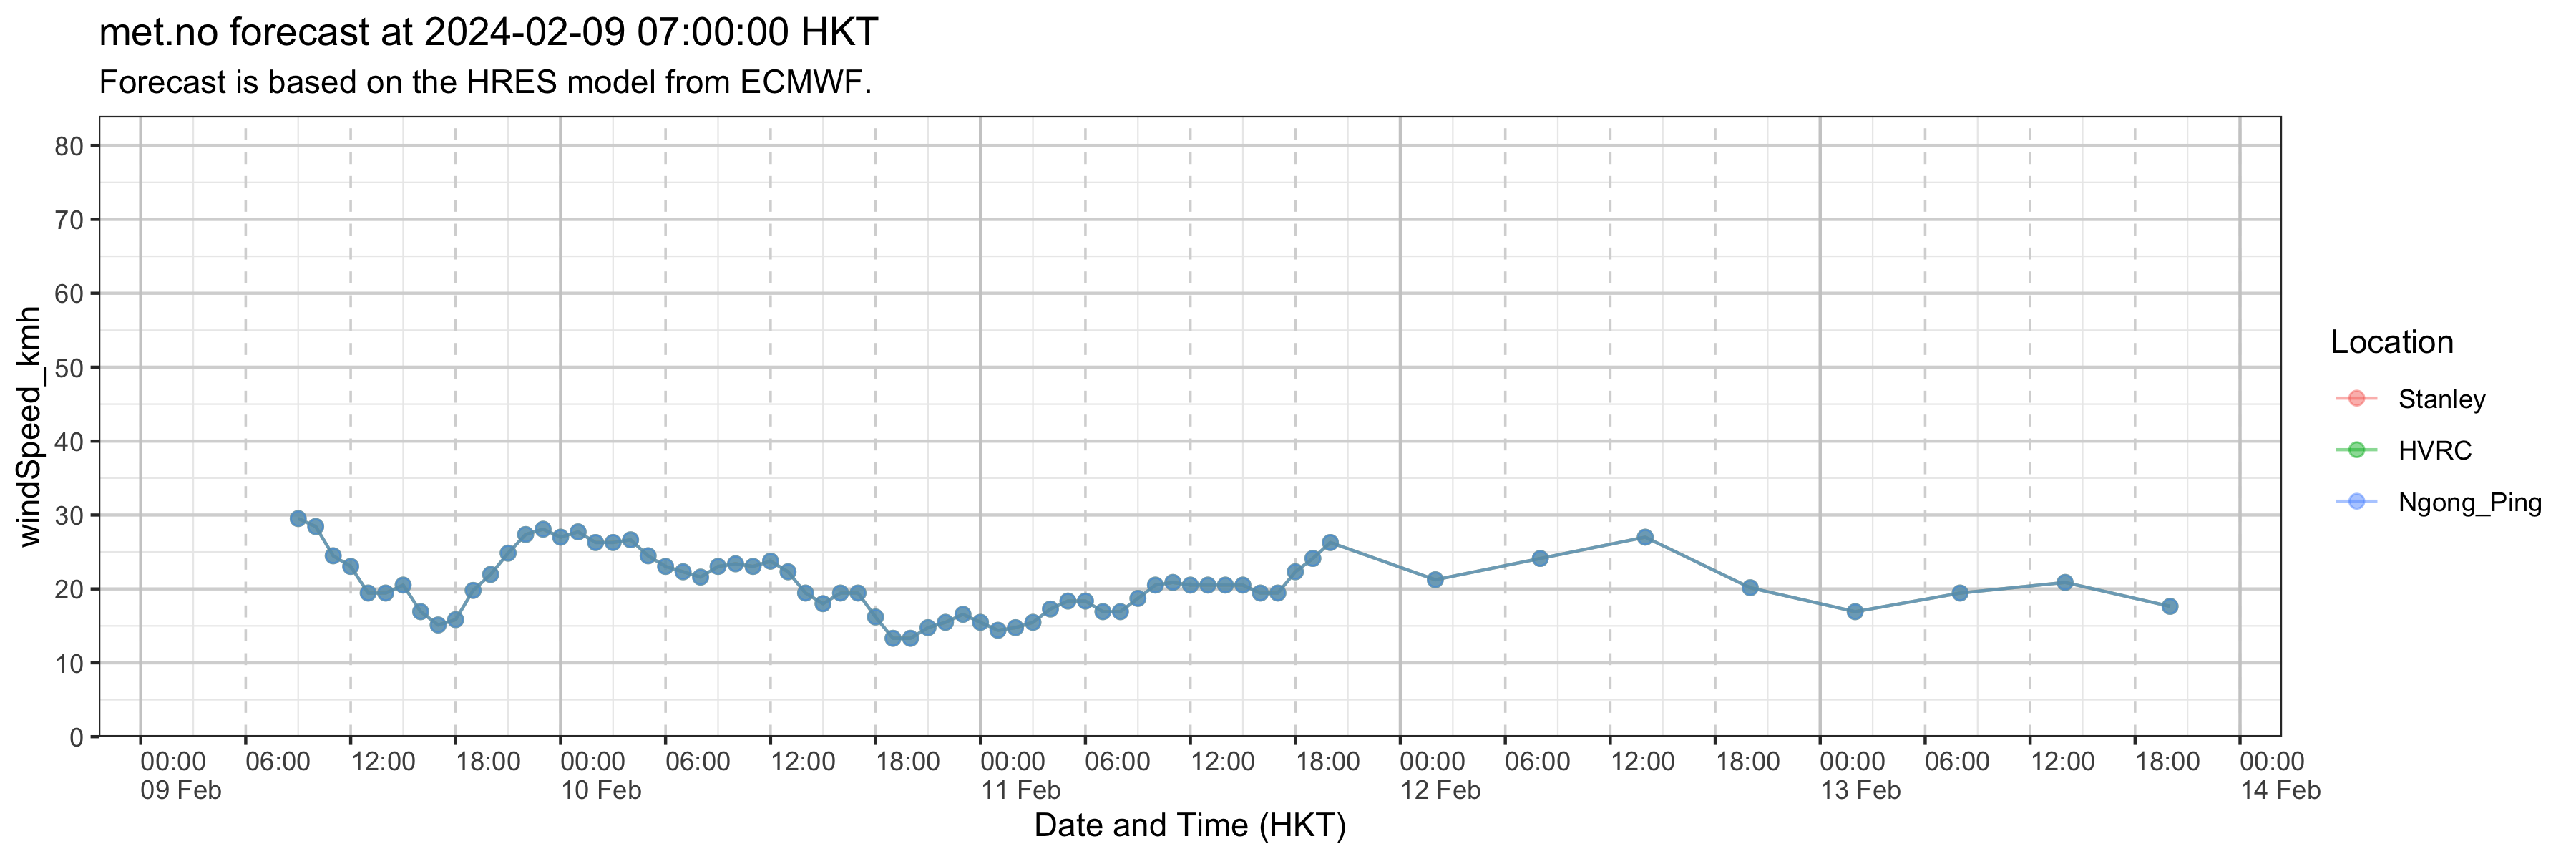 met.no forecast at 2024-02-09 07:00:00 HKT
Forecast is based on the HRES model from ECMWF.
windSpeed_kmh
80
70
60
50
40
30
20
10
0
00:00 06:00 12:00 18:00 00:00 06:00 12:00 18:00 00:00 06:00 12:00 18:00 00:00 06:00 12:00 18:00 00:00 06:00 12:00 18:00 00:00
09 Feb 10 Feb 11 Feb 12 Feb 13 Feb 14 Feb
Date and Time (HKT)
Location
Stanley
HVRC
Ngong_Ping